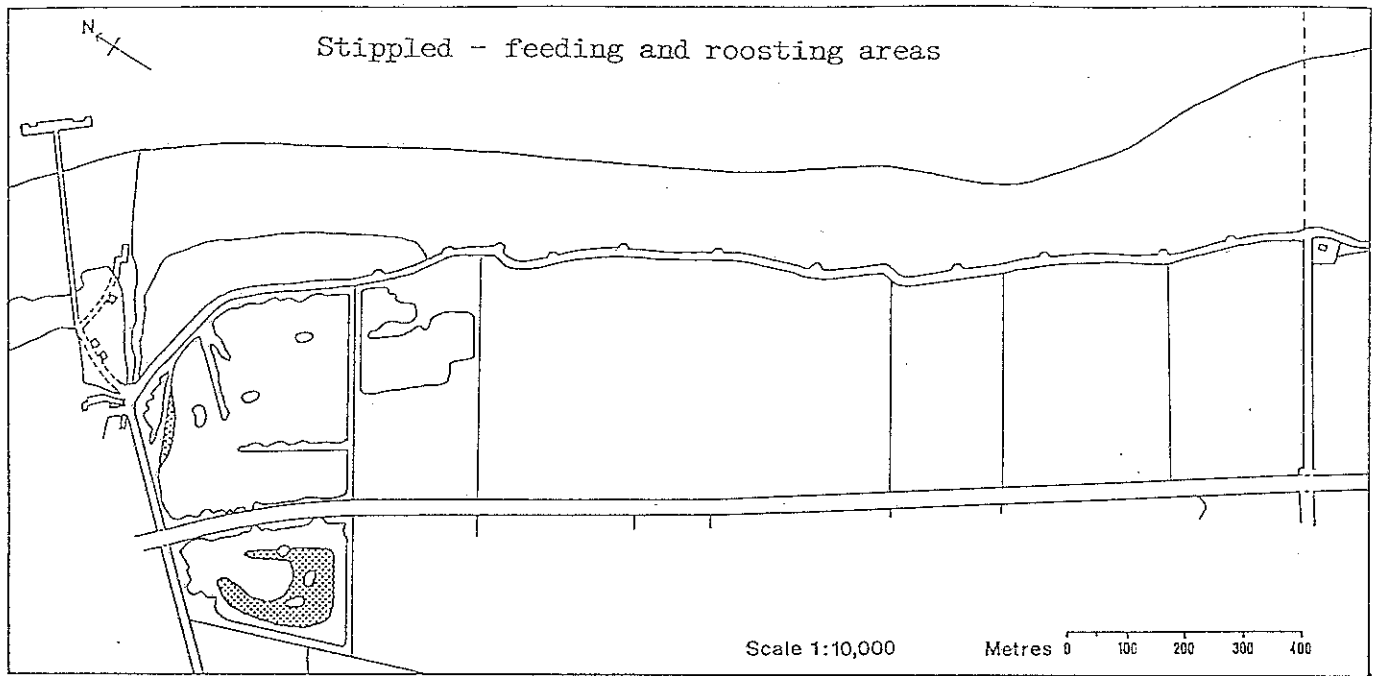 N
Stippled - feeding and roosting areas
Scale 1:10,000 Metres 0 100 200 300 400